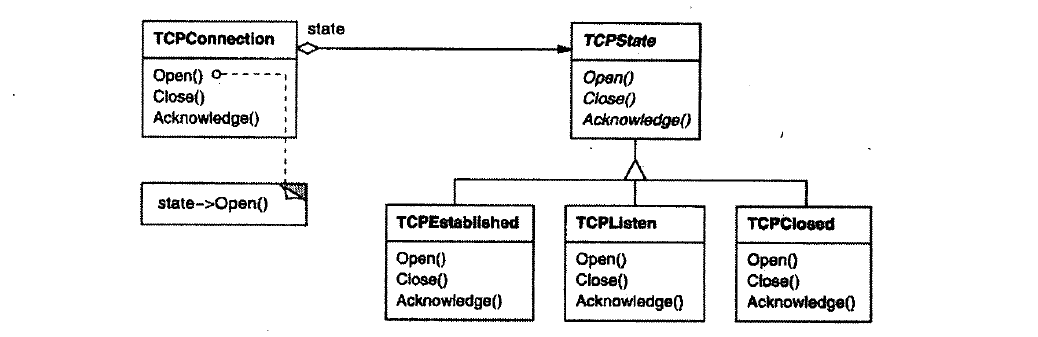 state
TCPConnection
Open()
Close()
Acknowledge()
state->Open()
TCPState
Open()
Close()
Acknowledge()
TCPEstablished
Open()
Close()
Acknowledge()
TCPListen
Open()
Close()
Acknowledge()
TCPClosed
Open()
Close()
Acknowledge()